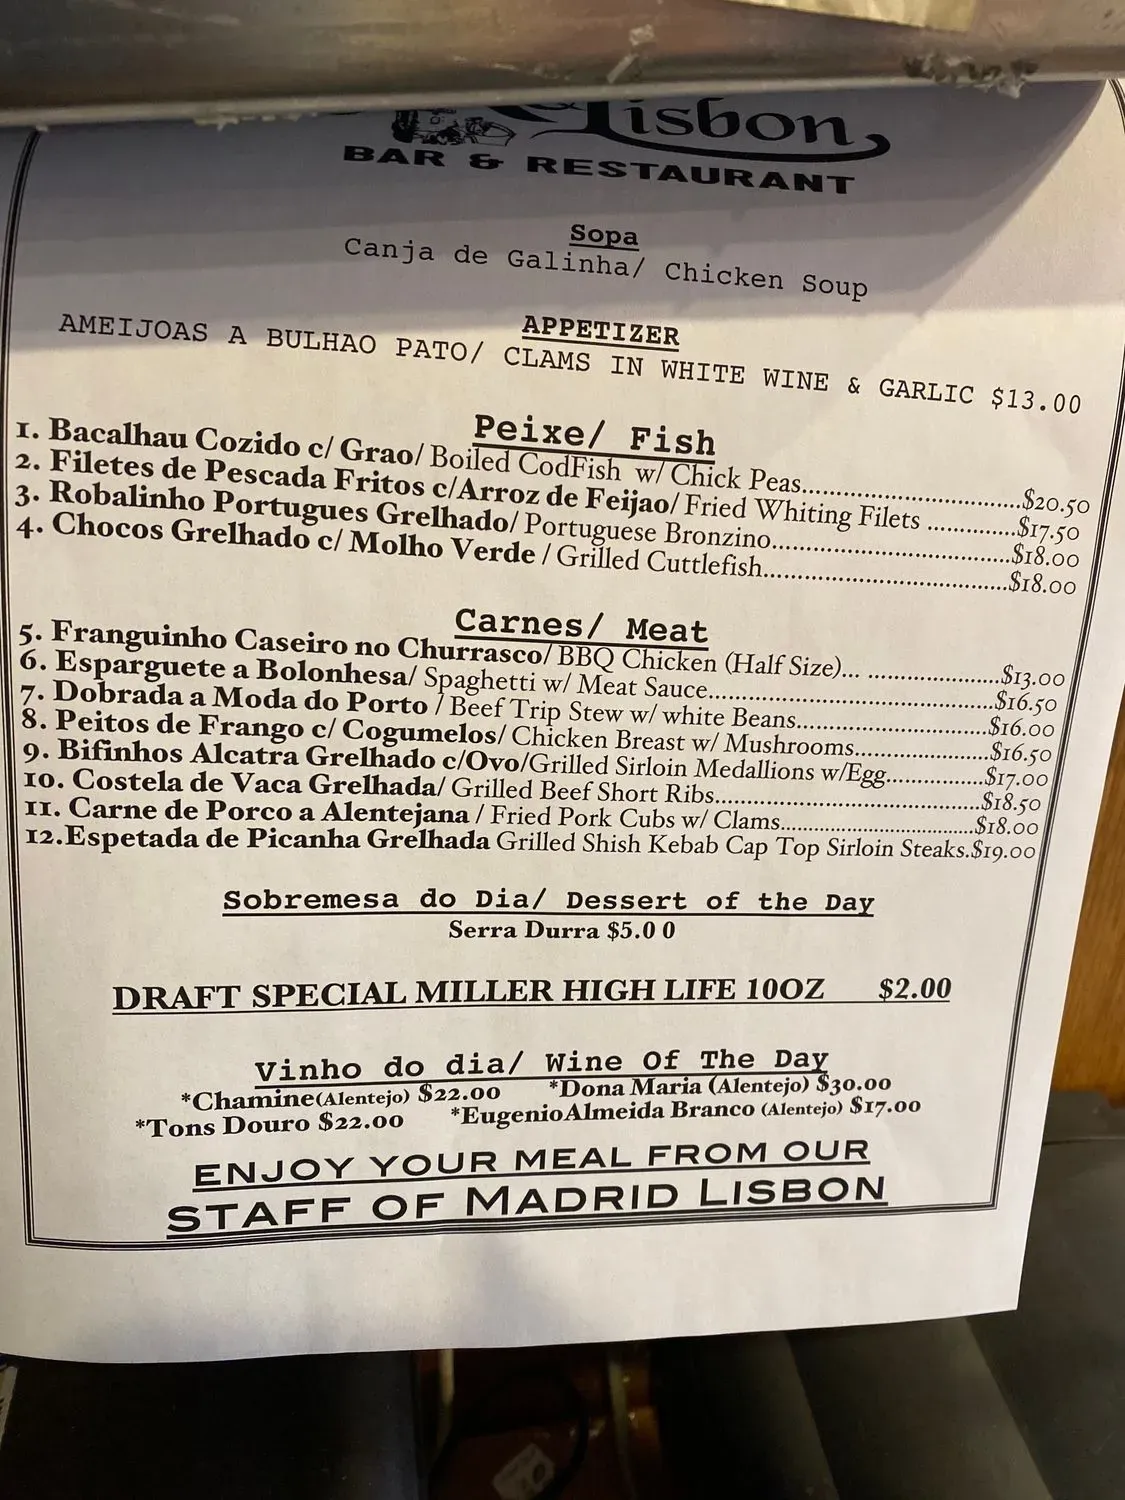 Lisbon
BAR & RESTAURANT
Sopa
Canja de Galinha/ Chicken Soup
APPETIZER
AMEIJOAS A BULHAO PATO/ CLAMS IN WHITE WINE & GARLIC $13.00
Peixe/ Fish
1. Bacalhau Cozido c/ Grao/ Boiled CodFish w/ Chick Peas....................................$20.50
2. Filetes de Pescada Fritos c/Arroz de Feijao/ Fried Whiting Filets ..............$17.50
3. Robalinho Portugues Grelhado/ Portuguese Bronzino.......................................$18.00
4. Chocos Grelhado c/ Molho Verde / Grilled Cuttlefish........................................$18.00
Carnes/ Meat
5. Franguinho Caseiro no Churrasco/ BBQ Chicken (Half Size)... .....................$13.00
6. Esparguete a Bolonhesa/ Spaghetti w/ Meat Sauce..............................................$16.50
7. Dobrada a Moda do Porto / Beef Trip Stew w/ white Beans...............................$16.00
8. Peitos de Frango c/ Cogumelos/ Chicken Breast w/ Mushrooms......................$16.50
9. Bifinhos Alcatra Grelhado c/Ovo/Grilled Sirloin Medallions w/Egg...............$17.00
10. Costela de Vaca Grelhada/ Grilled Beef Short Ribs...........................................$18.50
11. Carne de Porco a Alentejana / Fried Pork Cubs w/ Clams................................$18.00
12.Espetada de Picanha Grelhada Grilled Shish Kebab Cap Top Sirloin Steaks.$19.00
Sobremesa do Dia/ Dessert of the Day
Serra Durra $5.0 0
DRAFT SPECIAL MILLER HIGH LIFE 10OZ $2.00
Vinho do dia/ Wine Of The Day
*Chamine(Alentejo) $22.00 *Dona Maria (Alentejo) $30.00
*Tons Douro $22.00 *EugenioAlmeida Branco (Alentejo) $17.00
ENJOY YOUR MEAL FROM OUR
STAFF OF MADRID LISBON